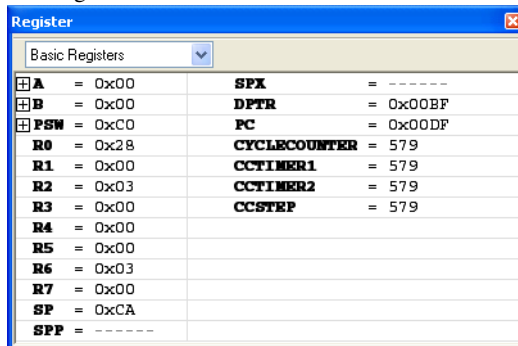 Register
Basic Registers
A = 0x00 SPX = ------
B = 0x00 DPTR = 0x00BF
PSW = 0xC0 PC = 0x00DF
R0 = 0x28 CYCLECOUNTER = 579
R1 = 0x00 CCTIMER1 = 579
R2 = 0x03 CCTIMER2 = 579
R3 = 0x00 CCSTEP = 579
R4 = 0x00
R5 = 0x00
R6 = 0x03
R7 = 0x00
SP = 0xCA
SPP = ------